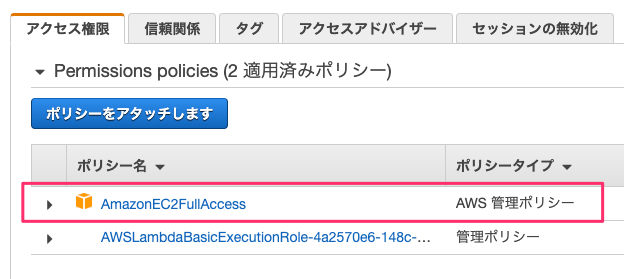 アクセス権限 信頼関係 タグ アクセスアドバイザー セッションの無効化
Permissions policies (2 適用済みポリシー)
ポリシーをアタッチします
ポリシー名 ポリシータイプ
AmazonEC2FullAccess AWS 管理ポリシー
AWSLambdaBasicExecutionRole-4a2570e6-148c-... 管理ポリシー